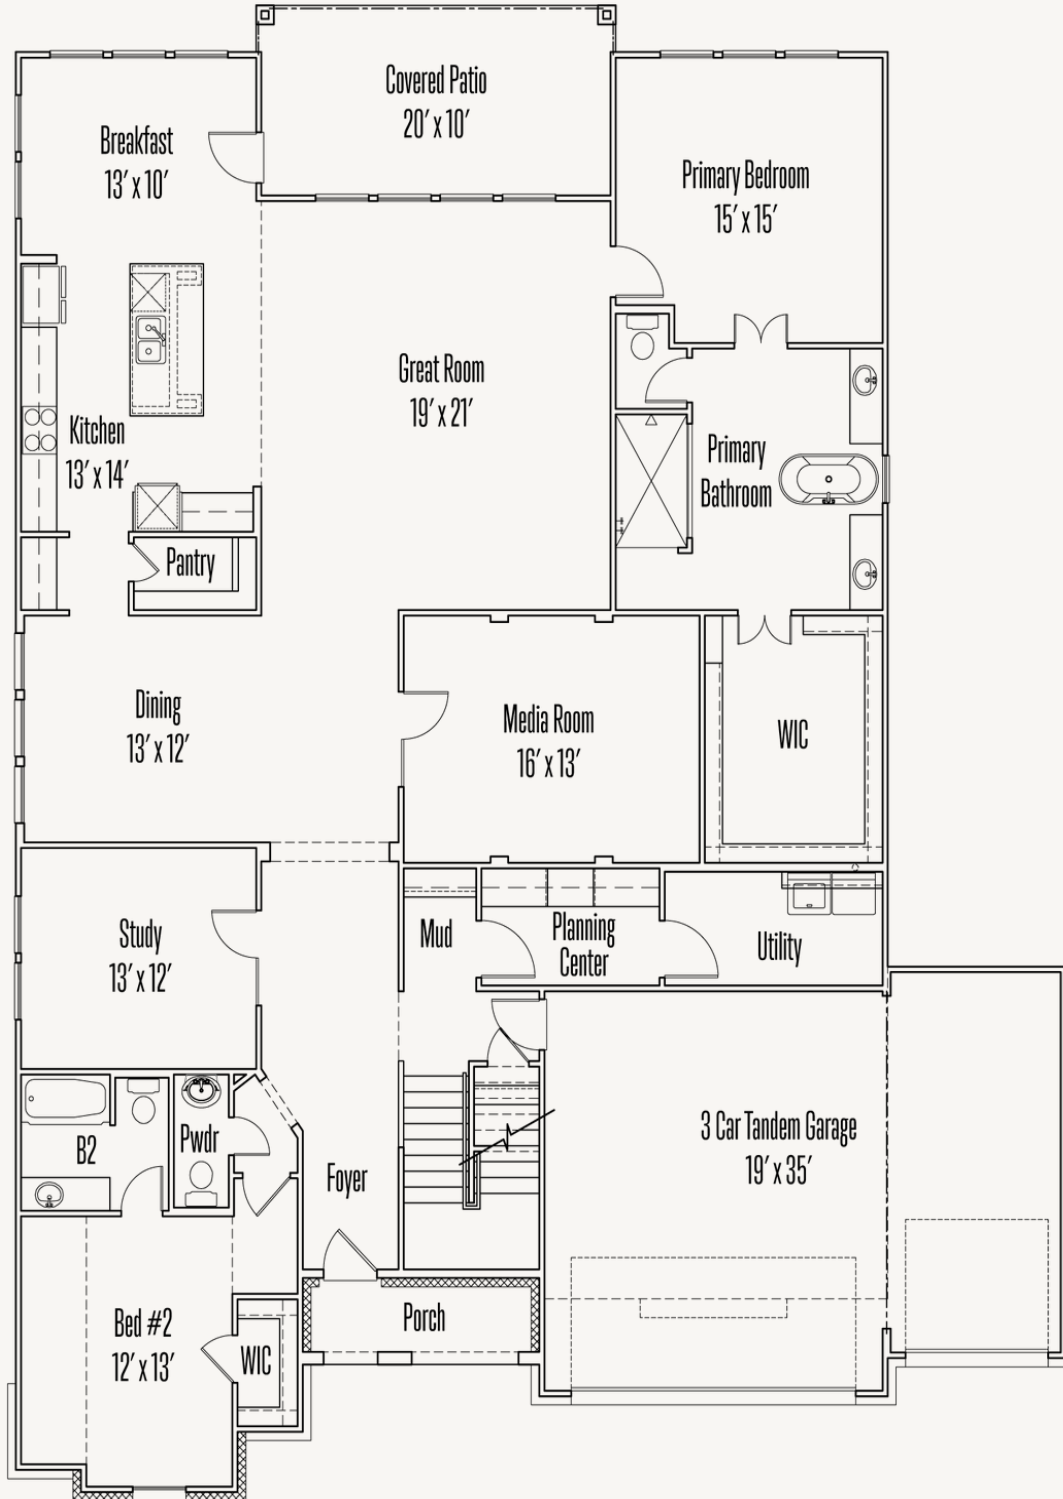 Covered Patio
20' x 10'
Breakfast
13' x 10'
Primary Bedroom
15' x 15'
Great Room
19' x 21'
Kitchen
13' x 14'
Primary
Bathroom
Pantry
Dining
13' x 12'
Media Room
16' x 13'
WIC
Study
13' x 12'
Mud
Planning
Center
Utility
B2
Pwdr
Foyer
3 Car Tandem Garage
19' x 35'
Bed #2
12' x 13'
WIC
Porch